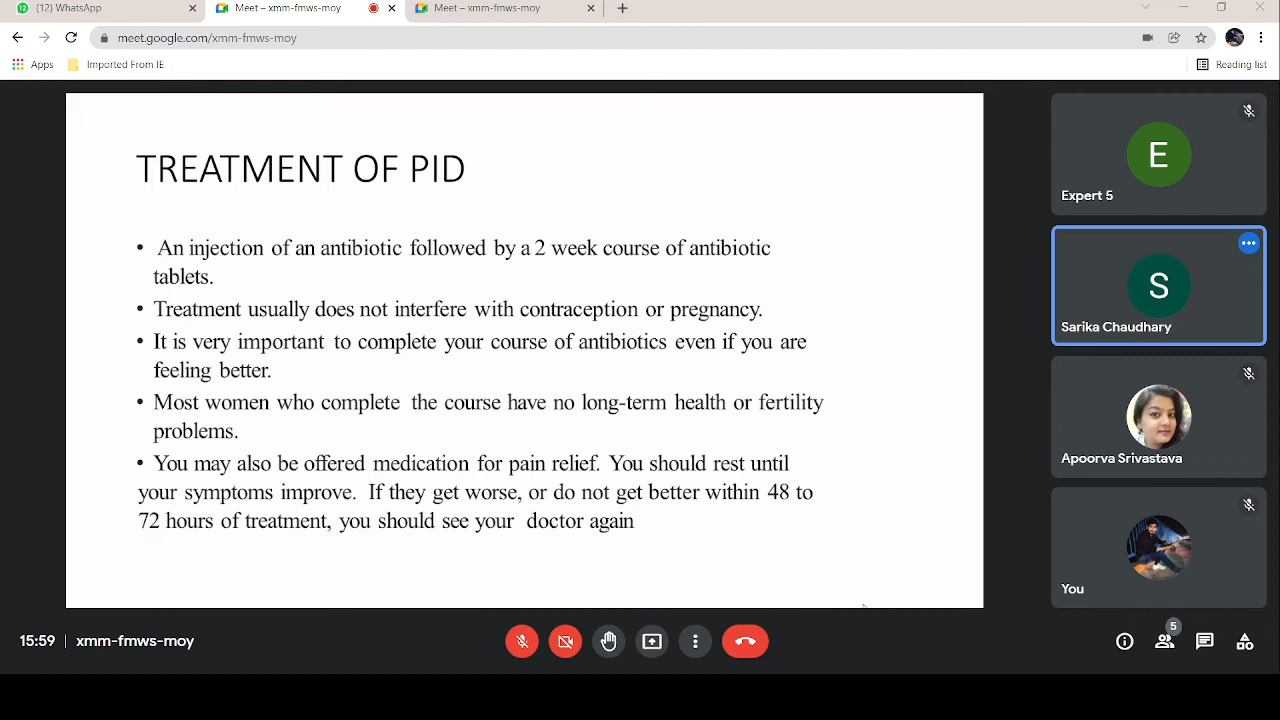 (12) WhatsApp
Meet – xmm-fmws-moy
Meet – xmm-fmws-moy
meet.google.com/xmm-fmws-moy
Apps
Imported From IE
Reading list
TREATMENT OF PID
• An injection of an antibiotic followed by a 2 week course of antibiotic
tablets.
• Treatment usually does not interfere with contraception or pregnancy.
• It is very important to complete your course of antibiotics even if you are
feeling better.
• Most women who complete the course have no long-term health or fertility
problems.
• You may also be offered medication for pain relief. You should rest until
your symptoms improve. If they get worse, or do not get better within 48 to
72 hours of treatment, you should see your doctor again
E
Expert 5
S
Sarika Chaudhary
Apoorva Srivastava
You
15:59 | xmm-fmws-moy
5